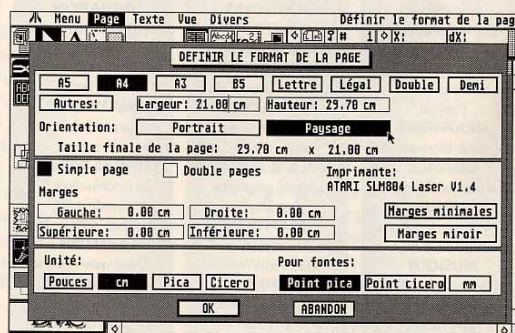 Menu Page Texte Vue Divers Définir le format de la pag
# 1 X: dX:
DEFINIR LE FORMAT DE LA PAGE
A5 A4 A3 B5 Lettre Légal Double Demi
Autres: Largeur: 21.00 cm Hauteur: 29.70 cm
Orientation: Portrait Paysage
Taille finale de la page: 29.70 cm x 21.00 cm
Simple page Double pages Imprimante:
ATARI SLM804 Laser V1.4
Marges
Gauche: 0.00 cm Droite: 0.00 cm Marges minimales
Supérieure: 0.00 cm Inférieure: 0.00 cm Marges miroir
Unité: Pour fontes:
Pouces cm Pica Cicero Point pica Point cicero mm
OK ABANDON